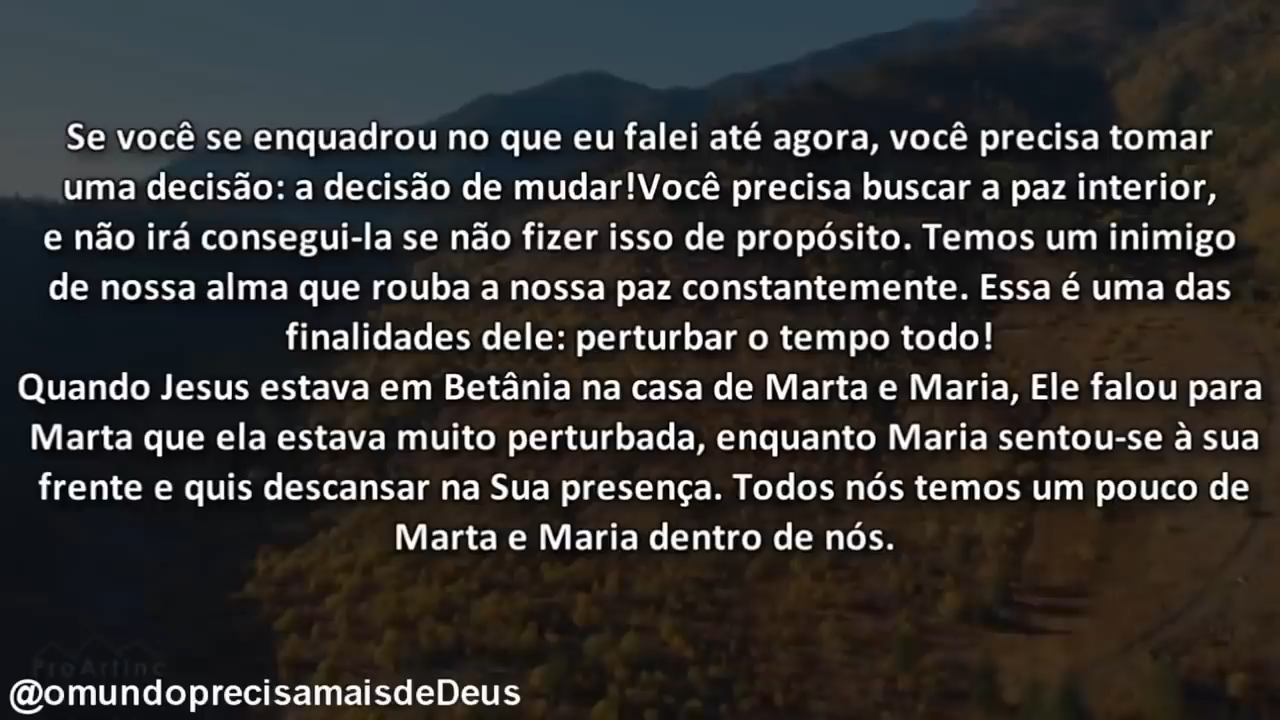 Se você se enquadrou no que eu falei até agora, você precisa tomar
uma decisão: a decisão de mudar!Você precisa buscar a paz interior,
e não irá consegui-la se não fizer isso de propósito. Temos um inimigo
de nossa alma que rouba a nossa paz constantemente. Essa é uma das
finalidades dele: perturbar o tempo todo!
Quando Jesus estava em Betânia na casa de Marta e Maria, Ele falou para
Marta que ela estava muito perturbada, enquanto Maria sentou-se à sua
frente e quis descansar na Sua presença. Todos nós temos um pouco de
Marta e Maria dentro de nós.
ProArtInc
@omundoprecisamaisdeDeus